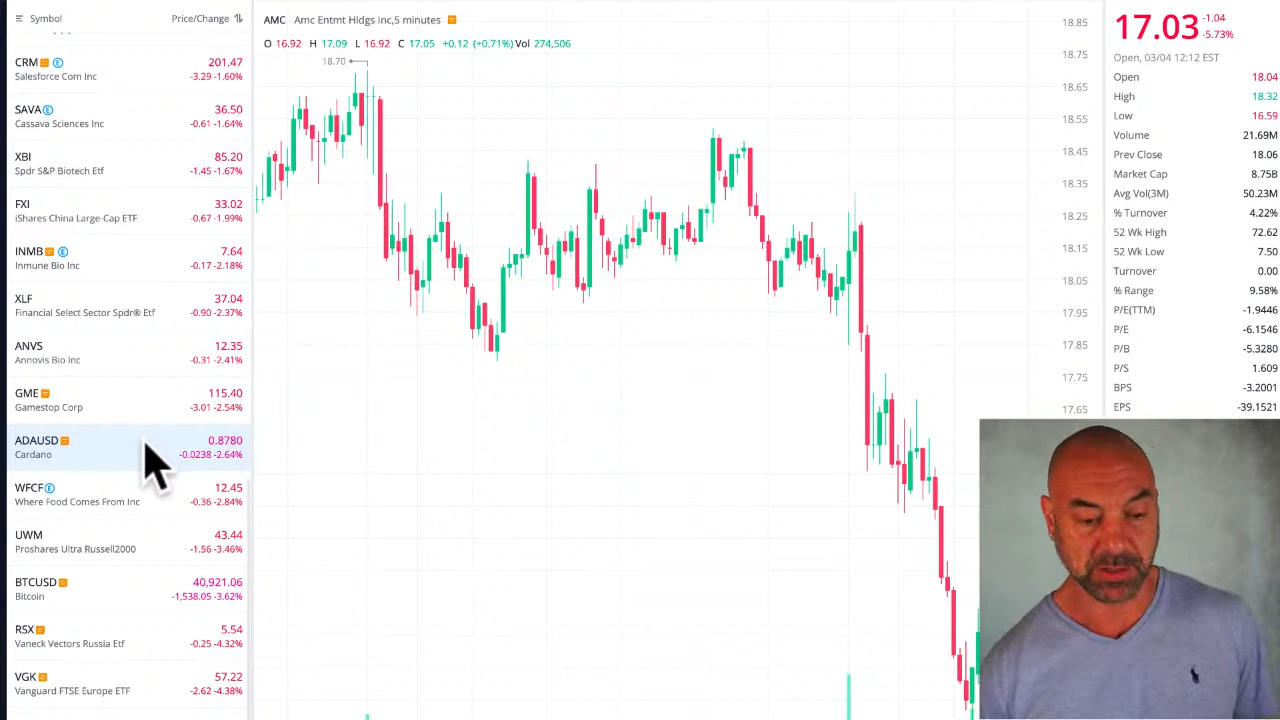 Symbol Price/Change
CRM 201.47
Salesforce Com Inc -3.29 -1.60%
SAVA 36.50
Cassava Sciences Inc -0.61 -1.64%
XBI 85.20
Spdr S&P Biotech Etf -1.45 -1.67%
FXI 33.02
iShares China Large-Cap ETF -0.67 -1.99%
INMB 7.64
Inmune Bio Inc -0.17 -2.18%
XLF 37.04
Financial Select Sector Spdr® Etf -0.90 -2.37%
ANVS 12.35
Annovis Bio Inc -0.31 -2.41%
GME 115.40
Gamestop Corp -3.01 -2.54%
ADAUSD 0.8780
Cardano -0.0238 -2.64%
WFCF 12.45
Where Food Comes From Inc -0.36 -2.84%
UWM 43.44
Proshares Ultra Russell2000 -1.56 -3.46%
BTCUSD 40,921.06
Bitcoin -1,538.05 -3.62%
RSX 5.54
Vaneck Vectors Russia Etf -0.25 -4.32%
VGK 57.22
Vanguard FTSE Europe ETF -2.62 -4.38%
AMC Amc Entmt Hldgs Inc,5 minutes
O 16.92 H 17.09 L 16.92 C 17.05 +0.12 (+0.71%) Vol 274,506
18.70
18.85
18.75
18.65
18.55
18.45
18.35
18.25
18.15
18.05
17.95
17.85
17.75
17.65
17.03 -1.04
-5.73%
Open, 03/04 12:12 EST
Open 18.04
High 18.32
Low 16.59
Volume 21.69M
Prev Close 18.06
Market Cap 8.75B
Avg Vol(3M) 50.23M
% Turnover 4.22%
52 Wk High 72.62
52 Wk Low 7.50
Turnover 0.00
% Range 9.58%
P/E(TTM) -1.9446
P/E -6.1546
P/B -5.3280
P/S 1.609
BPS -3.2001
EPS -39.1521